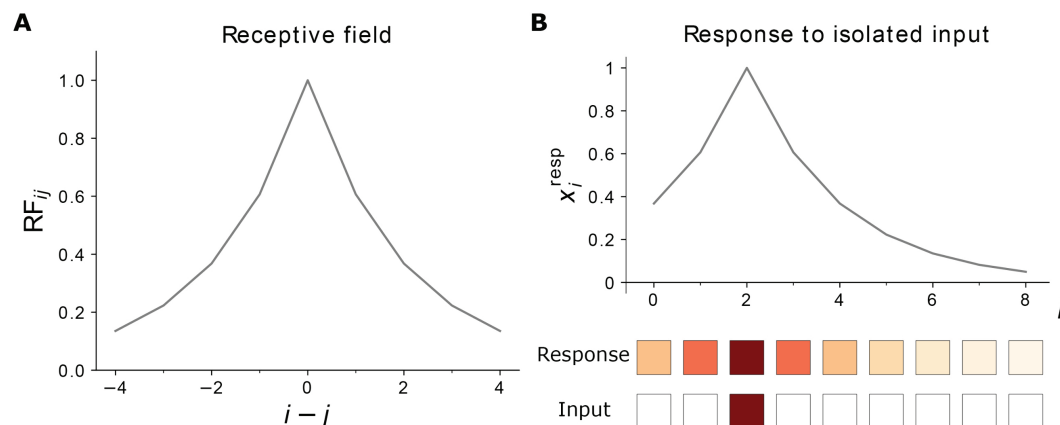 A
Receptive field
RF_ij
1.0
0.8
0.6
0.4
0.2
0.0
−4
−2
0
2
4
i − j
B
Response to isolated input
x_i^resp
1
0.8
0.6
0.4
0.2
0
0
2
4
6
8
Response
Input